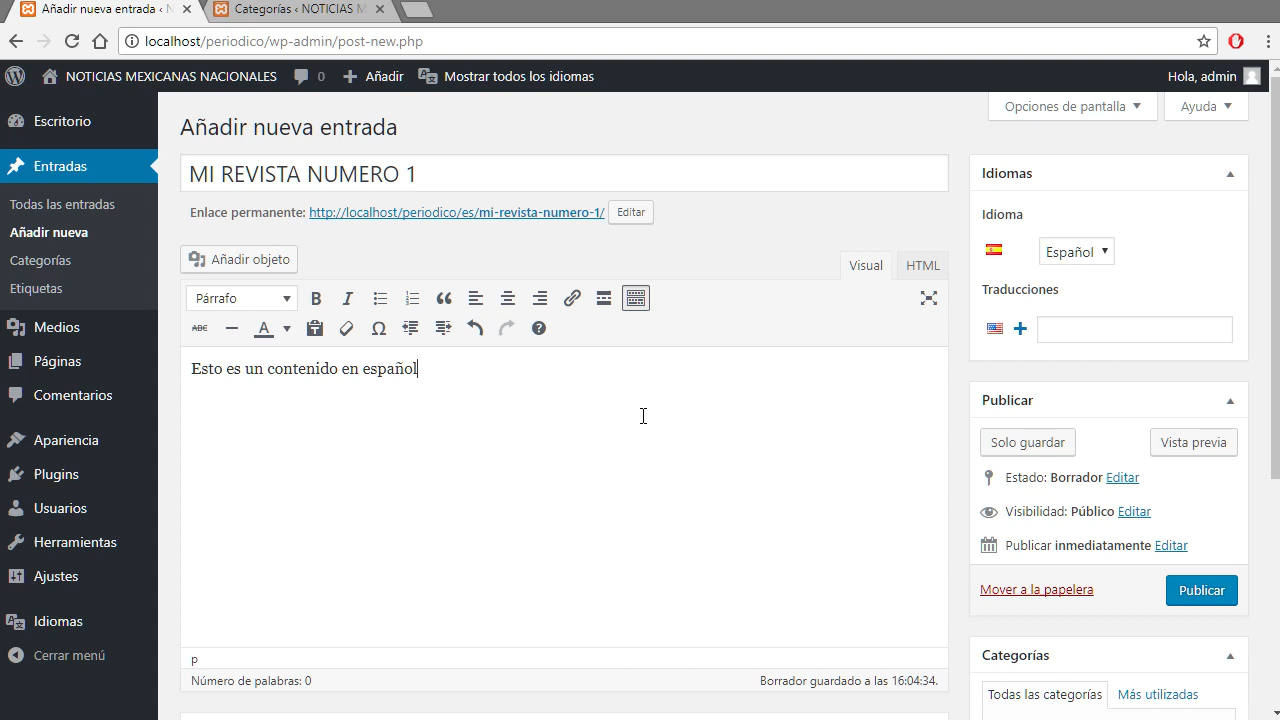 Añadir nueva entrada ‹ N
Categorías ‹ NOTICIAS M
localhost/periodico/wp-admin/post-new.php
NOTICIAS MEXICANAS NACIONALES 0 Añadir Mostrar todos los idiomas Hola, admin
Opciones de pantalla Ayuda
Escritorio
Entradas
Todas las entradas
Añadir nueva
Categorías
Etiquetas
Medios
Páginas
Comentarios
Apariencia
Plugins
Usuarios
Herramientas
Ajustes
Idiomas
Cerrar menú
Añadir nueva entrada
MI REVISTA NUMERO 1
Enlace permanente: http://localhost/periodico/es/mi-revista-numero-1/ Editar
Añadir objeto
Visual HTML
Párrafo B I
ABC A Ω
Esto es un contenido en español
p
Número de palabras: 0 Borrador guardado a las 16:04:34.
Idiomas
Idioma
Español
Traducciones
Publicar
Solo guardar Vista previa
Estado: Borrador Editar
Visibilidad: Público Editar
Publicar inmediatamente Editar
Mover a la papelera Publicar
Categorías
Todas las categorías Más utilizadas